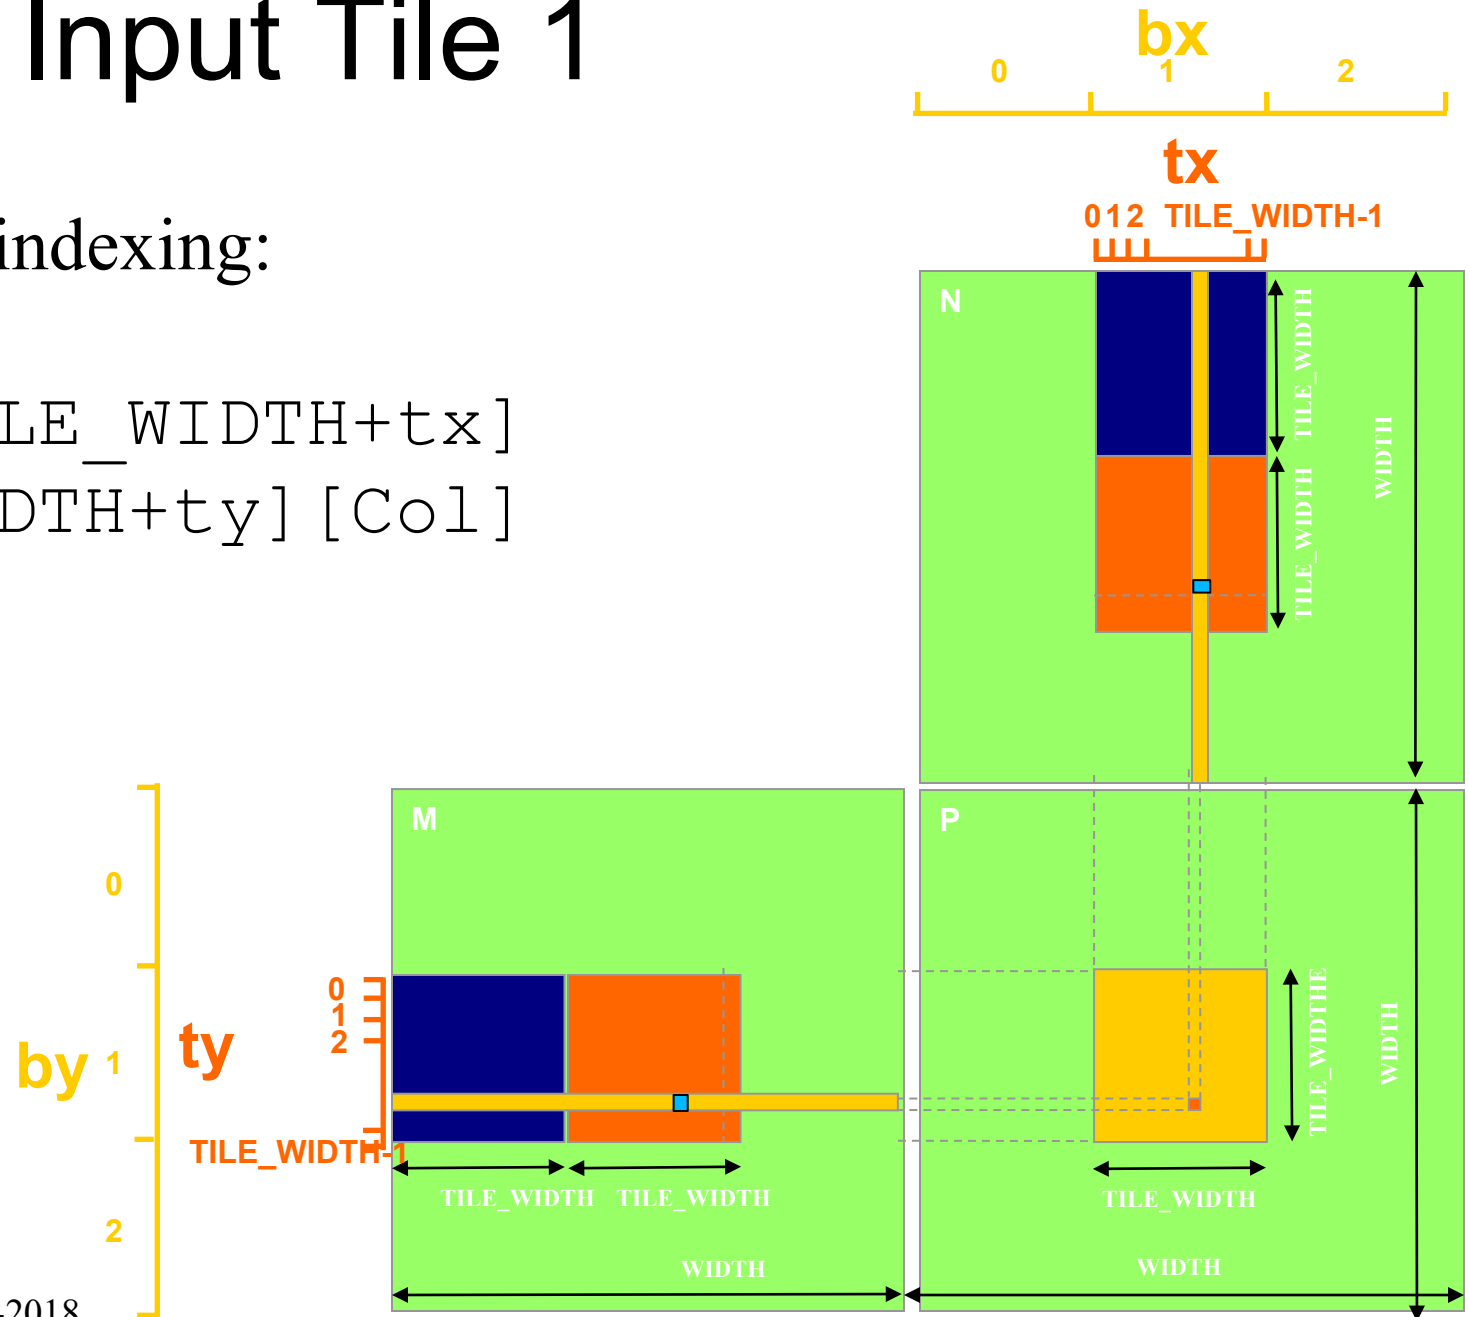 Input Tile 1
bx
0 1 2
tx
0 1 2 TILE_WIDTH-1
indexing:
LE_WIDTH+tx]
DTH+ty][Col]
N
TILE_WIDTH
TILE_WIDTH
WIDTH
M
P
0
by 1
2
ty
0
1
2
TILE_WIDTH-1
TILE_WIDTH TILE_WIDTH
WIDTH
TILE_WIDTHE
WIDTH
TILE_WIDTH
WIDTH
-2018